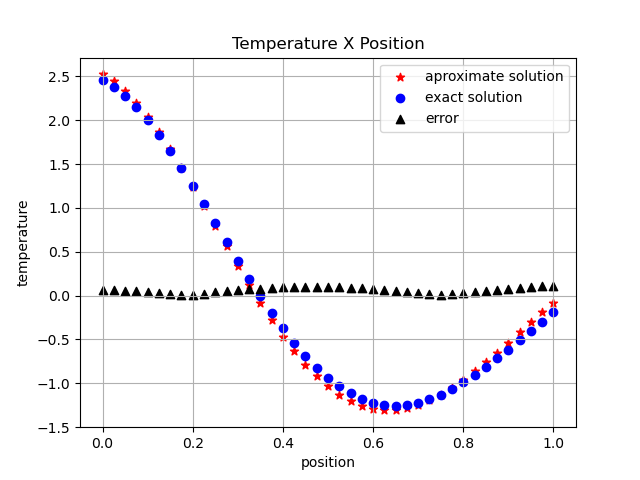 Temperature X Position
aproximate solution
exact solution
error
temperature
2.5
2.0
1.5
1.0
0.5
0.0
−0.5
−1.0
−1.5
0.0 0.2 0.4 0.6 0.8 1.0
position